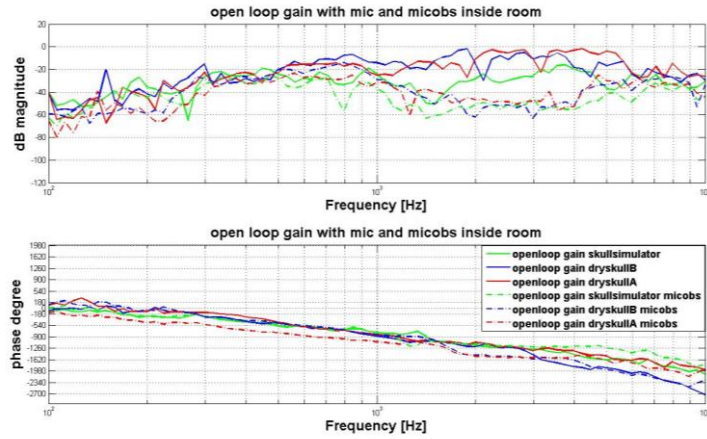 open loop gain with mic and micobs inside room
20
0
-20
-40
-60
-80
-100
-120
dB magnitude
10² 10³ 10⁴
Frequency [Hz]
open loop gain with mic and micobs inside room
1980
1620
1260
900
540
180
-180
-540
-900
-1260
-1620
-1980
-2340
-2700
phase degree
openloop gain skullsimulator
openloop gain dryskullB
openloop gain dryskullA
openloop gain skullsimulator micobs
openloop gain dryskullB micobs
openloop gain dryskullA micobs
10² 10³ 10⁴
Frequency [Hz]